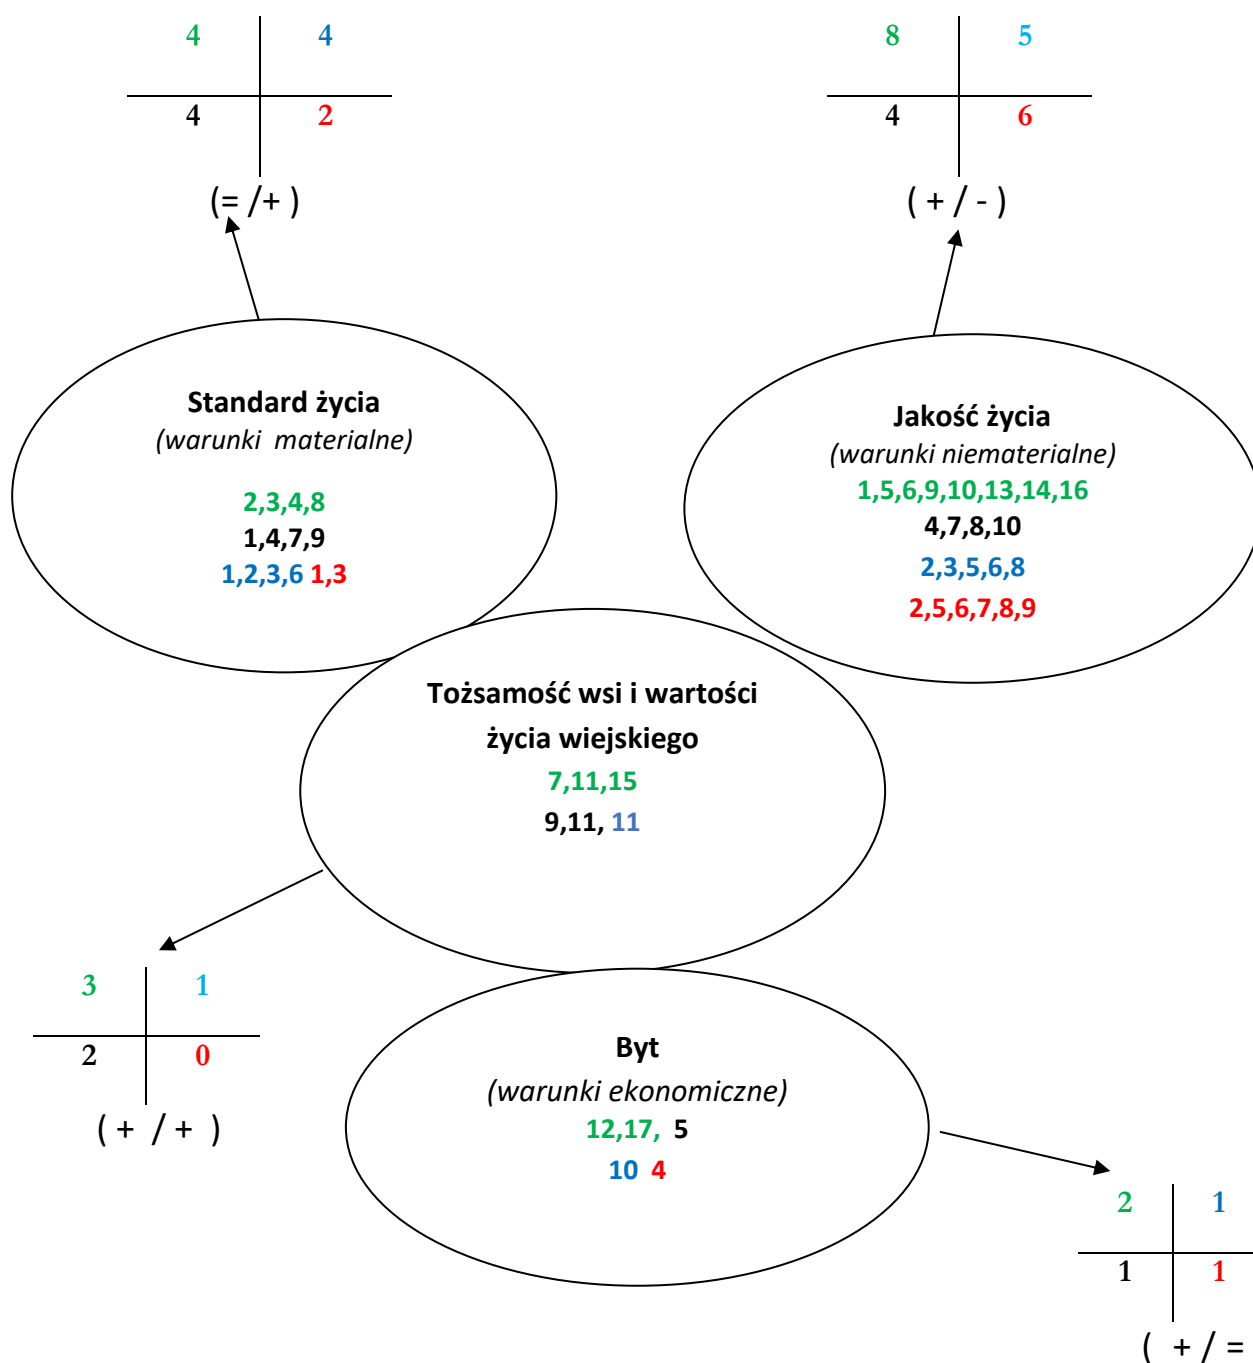 4 4
4 2
(= /+ )
8 5
4 6
( + / - )
Standard życia
(warunki materialne)
2,3,4,8
1,4,7,9
1,2,3,6 1,3
Jakość życia
(warunki niematerialne)
1,5,6,9,10,13,14,16
4,7,8,10
2,3,5,6,8
2,5,6,7,8,9
Tożsamość wsi i wartości
życia wiejskiego
7,11,15
9,11, 11
3 1
2 0
( + / + )
Byt
(warunki ekonomiczne)
12,17, 5
10 4
2 1
1 1
( + / =